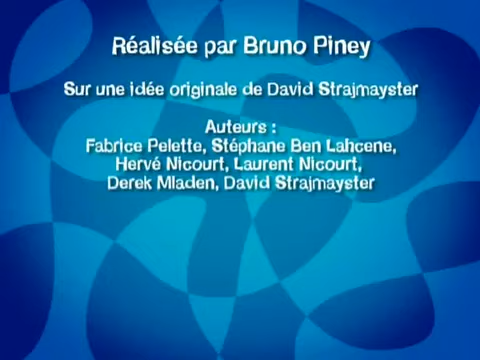 Réalisée par Bruno Piney
Sur une idée originale de David Strajmayster
Auteurs :
Fabrice Pelette, Stéphane Ben Lahcene,
Hervé Nicourt, Laurent Nicourt,
Derek Mladen, David Strajmayster